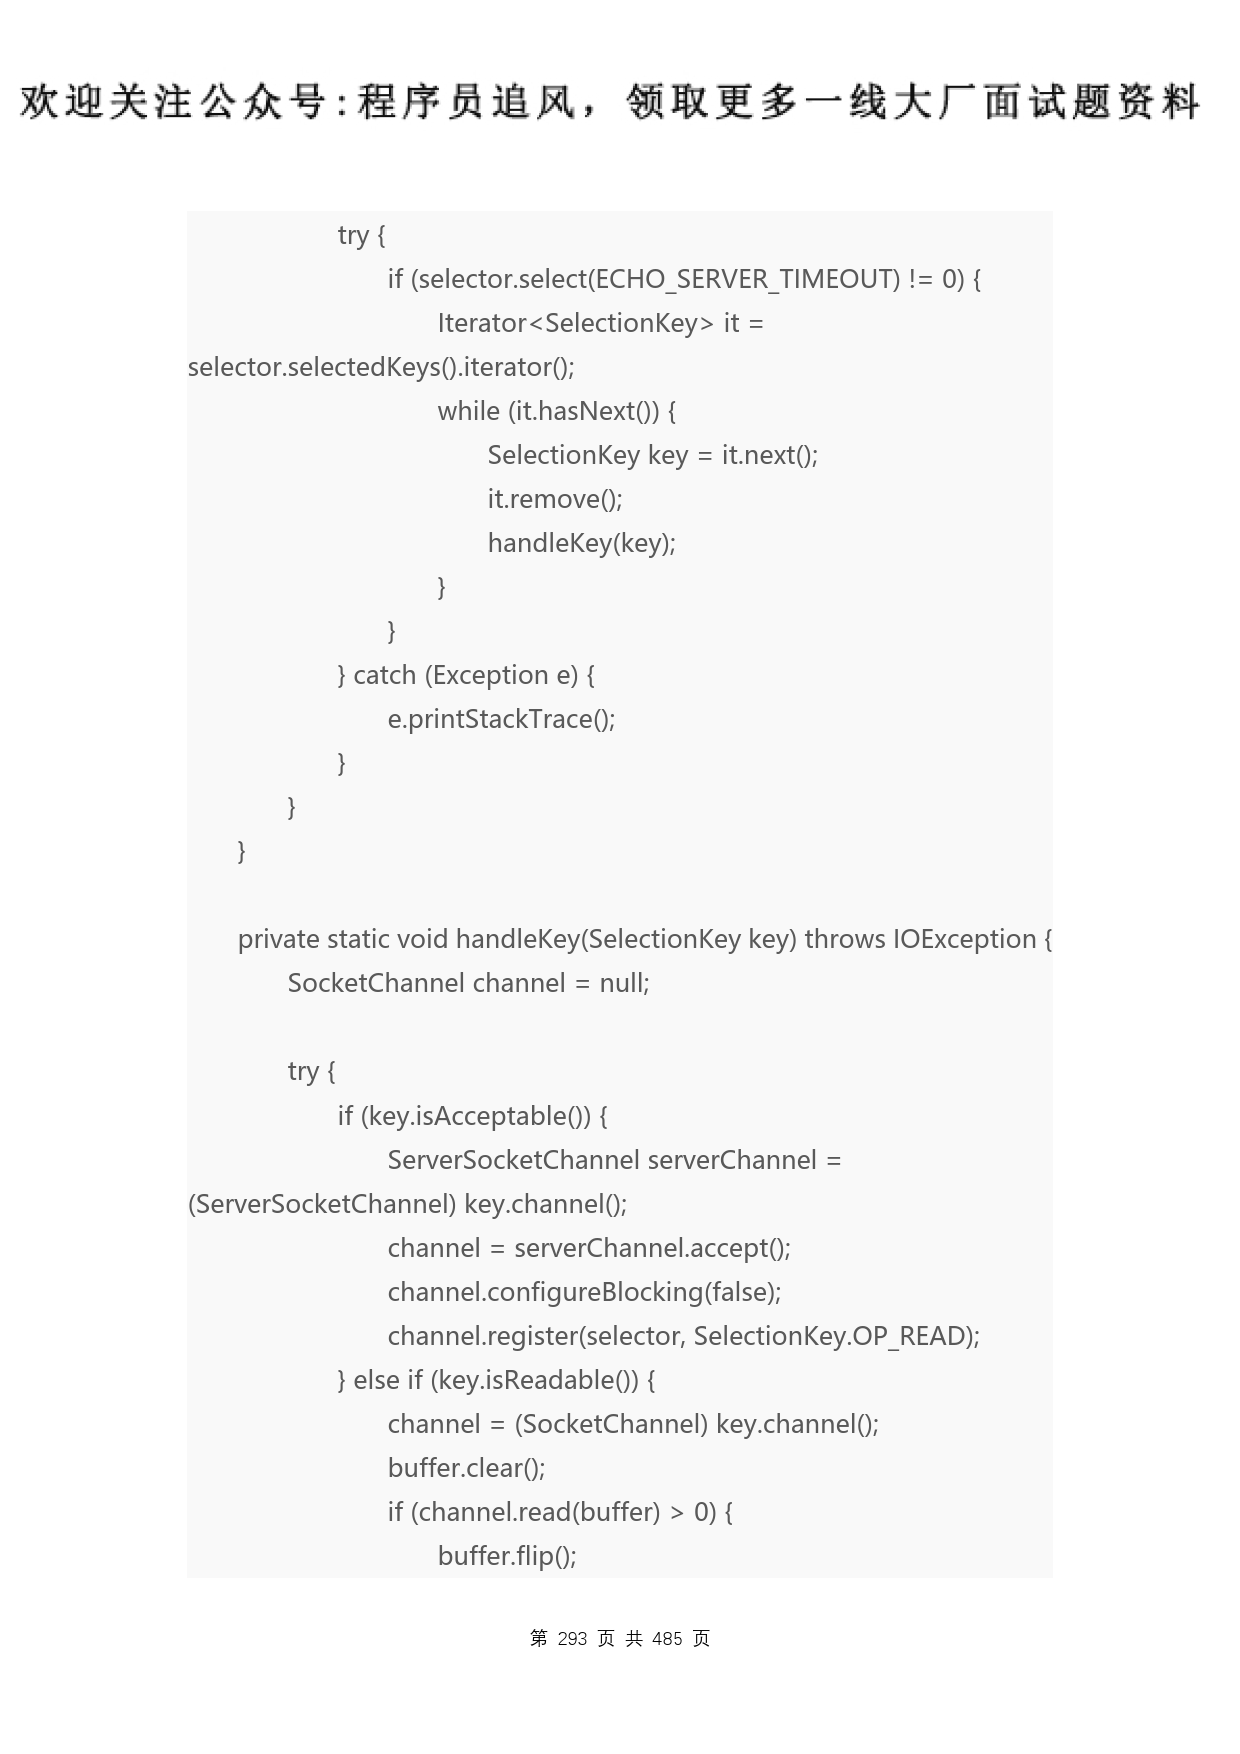 欢迎关注公众号:程序员追风，领取更多一线大厂面试题资料
try {
if (selector.select(ECHO_SERVER_TIMEOUT) != 0) {
Iterator<SelectionKey> it =
selector.selectedKeys().iterator();
while (it.hasNext()) {
SelectionKey key = it.next();
it.remove();
handleKey(key);
}
}
} catch (Exception e) {
e.printStackTrace();
}
}
}
private static void handleKey(SelectionKey key) throws IOException {
SocketChannel channel = null;
try {
if (key.isAcceptable()) {
ServerSocketChannel serverChannel =
(ServerSocketChannel) key.channel();
channel = serverChannel.accept();
channel.configureBlocking(false);
channel.register(selector, SelectionKey.OP_READ);
} else if (key.isReadable()) {
channel = (SocketChannel) key.channel();
buffer.clear();
if (channel.read(buffer) > 0) {
buffer.flip();
第 293 页 共 485 页